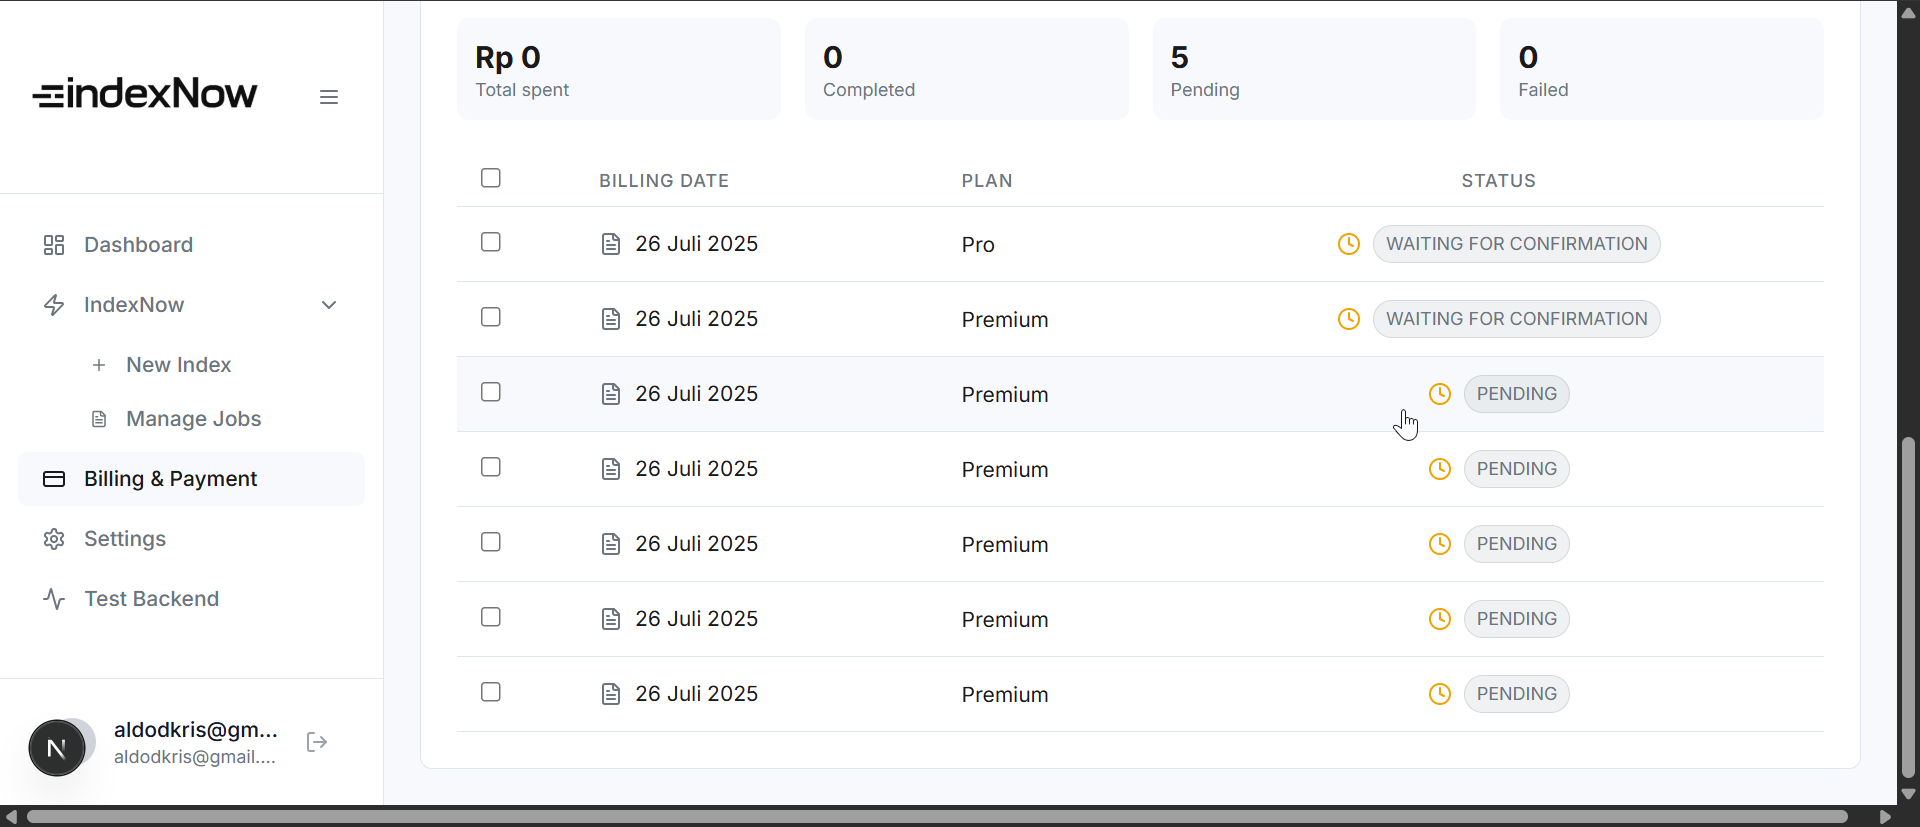 indexNow
Dashboard
IndexNow
New Index
Manage Jobs
Billing & Payment
Settings
Test Backend
N
aldodkris@gm...
aldodkris@gmail....
Rp 0
Total spent
0
Completed
5
Pending
0
Failed
BILLING DATE PLAN STATUS
26 Juli 2025 Pro WAITING FOR CONFIRMATION
26 Juli 2025 Premium WAITING FOR CONFIRMATION
26 Juli 2025 Premium PENDING
26 Juli 2025 Premium PENDING
26 Juli 2025 Premium PENDING
26 Juli 2025 Premium PENDING
26 Juli 2025 Premium PENDING